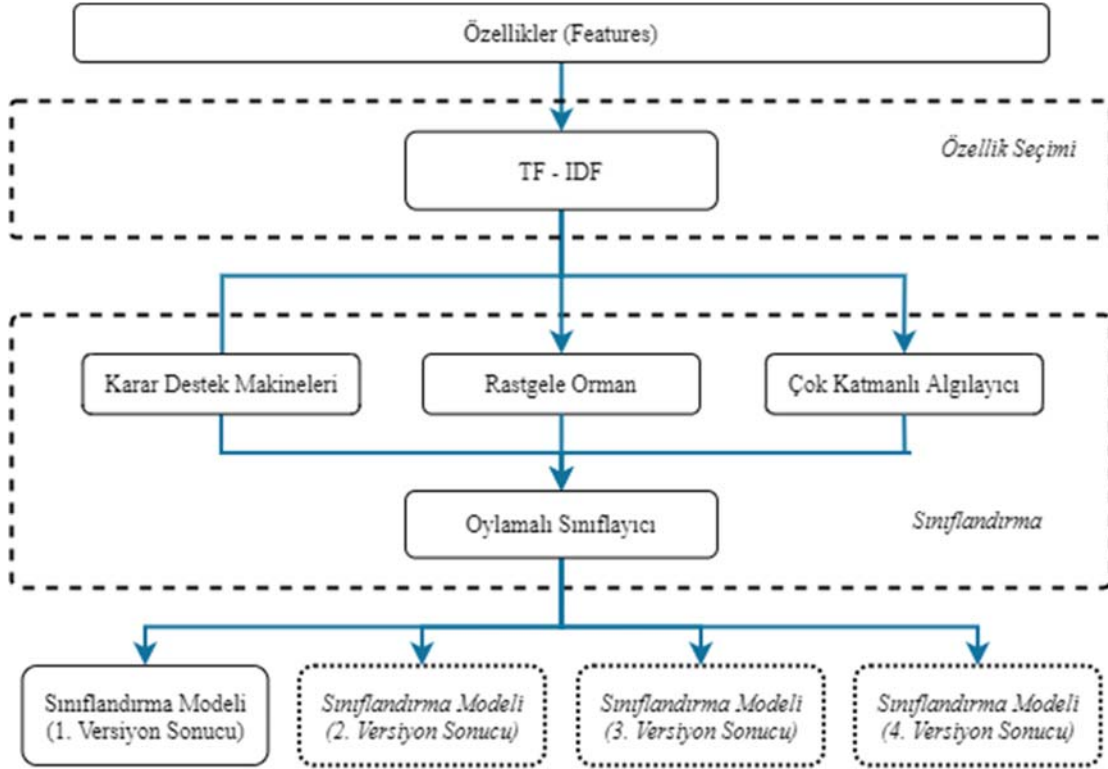 Özellikler (Features)
Özellik Seçimi
TF - IDF
Karar Destek Makineleri
Rastgele Orman
Çok Katmanlı Algılayıcı
Oylamalı Sınıflayıcı
Sınıflandırma
Sınıflandırma Modeli
(1. Versiyon Sonucu)
Sınıflandırma Modeli
(2. Versiyon Sonucu)
Sınıflandırma Modeli
(3. Versiyon Sonucu)
Sınıflandırma Modeli
(4. Versiyon Sonucu)